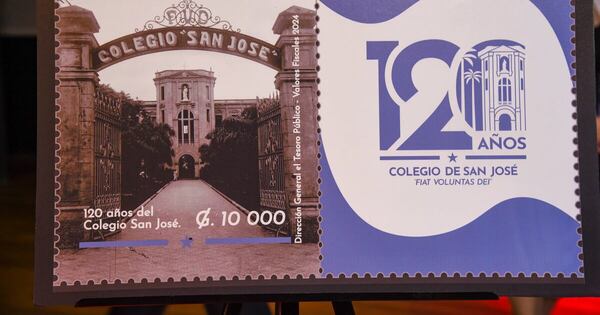 PVO
COLEGIO "SAN JOSE"
120 años del
Colegio San José.
₲. 10 000
Dirección General el Tesoro Público - Valores Fiscales 2024
120
AÑOS
COLEGIO DE SAN JOSÉ
"FIAT VOLUNTAS DEI"